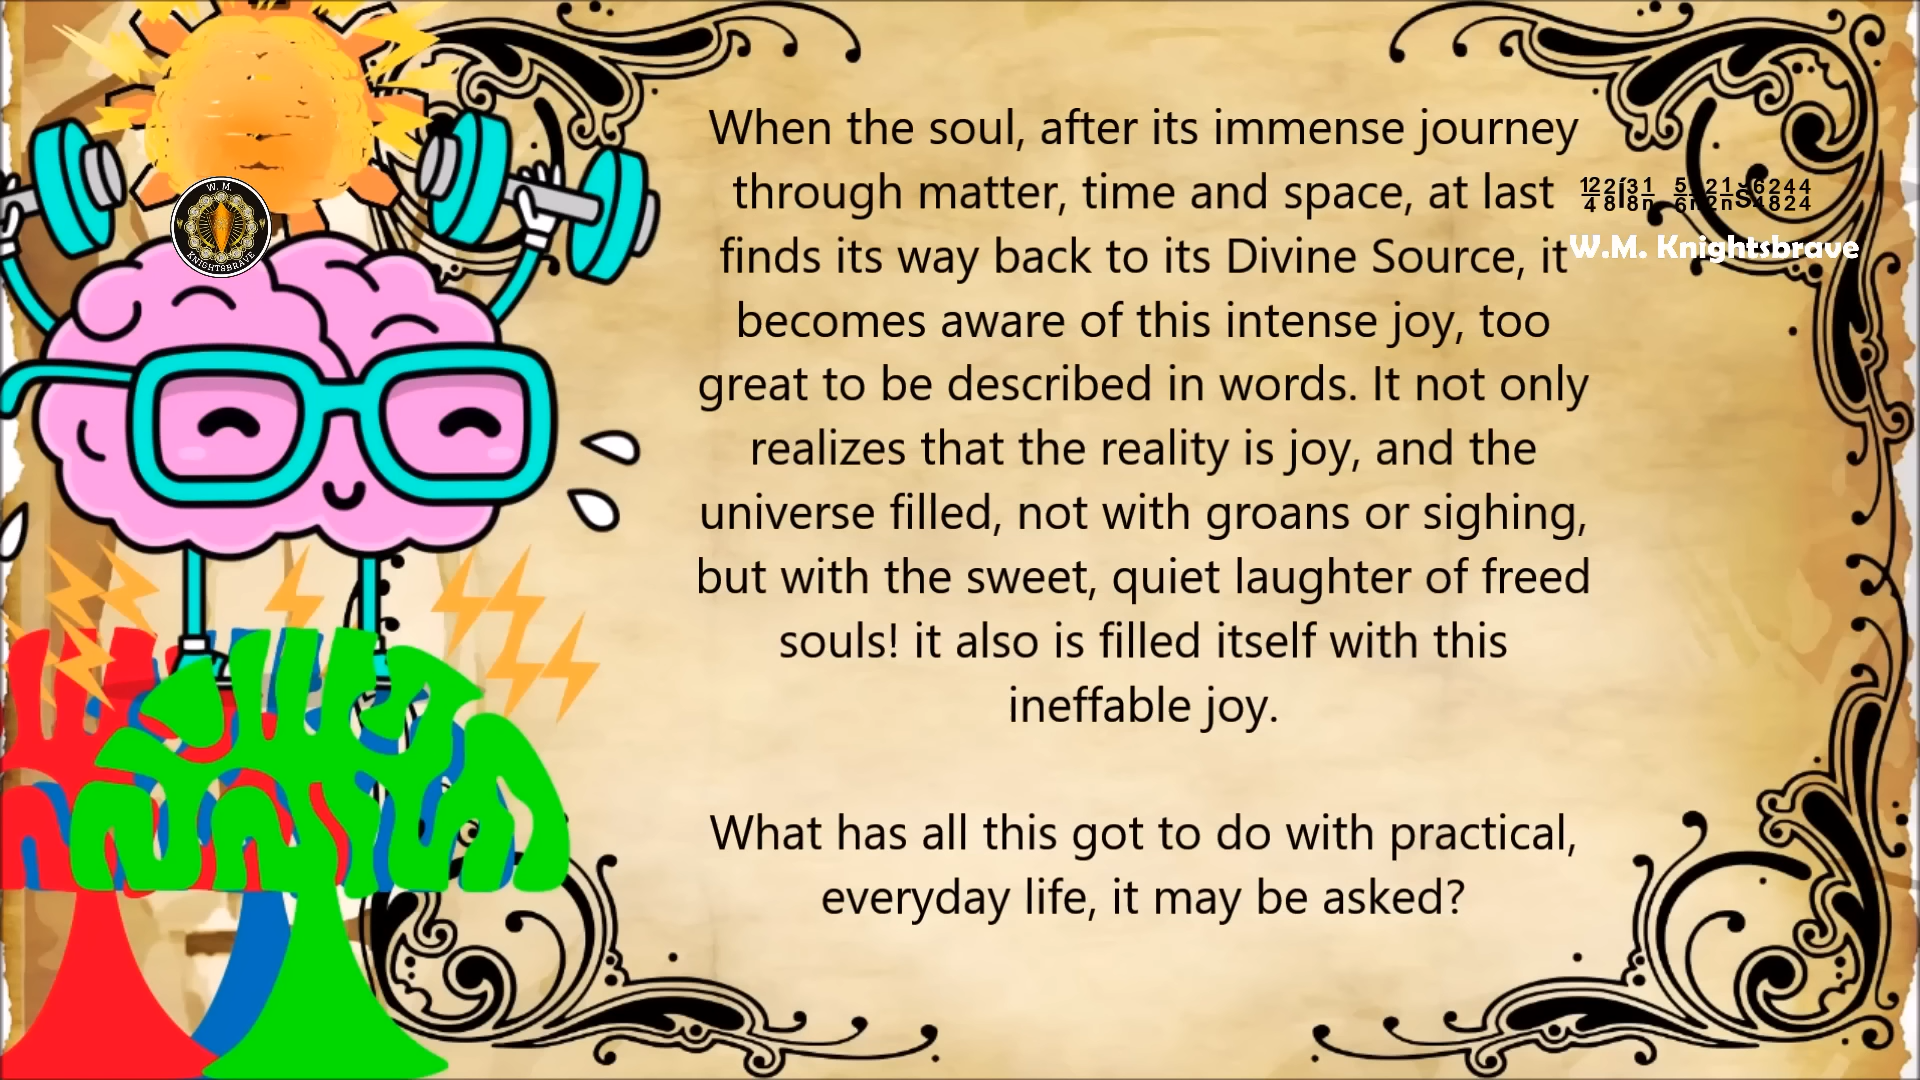 When the soul, after its immense journey
through matter, time and space, at last
finds its way back to its Divine Source, it
becomes aware of this intense joy, too
great to be described in words. It not only
realizes that the reality is joy, and the
universe filled, not with groans or sighing,
but with the sweet, quiet laughter of freed
souls! it also is filled itself with this
ineffable joy.
What has all this got to do with practical,
everyday life, it may be asked?
W.M. Knightsbrave
W. M.
KNIGHTSBRAVE